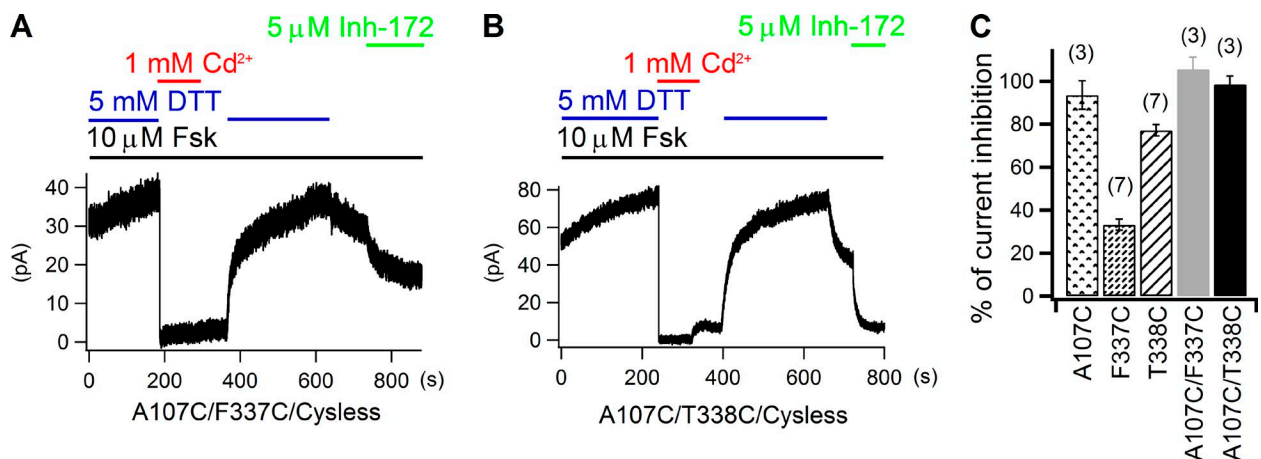 A
5 µM Inh-172
1 mM Cd²⁺
5 mM DTT
10 µM Fsk
(pA)
40
30
20
10
0
0 200 400 600 800 (s)
A107C/F337C/Cysless
B
5 µM Inh-172
1 mM Cd²⁺
5 mM DTT
10 µM Fsk
(pA)
80
60
40
20
0
0 200 400 600 800 (s)
A107C/T338C/Cysless
C
% of current inhibition
100
80
60
40
20
0
(3)
(7)
(7)
(3)
(3)
A107C
F337C
T338C
A107C/F337C
A107C/T338C